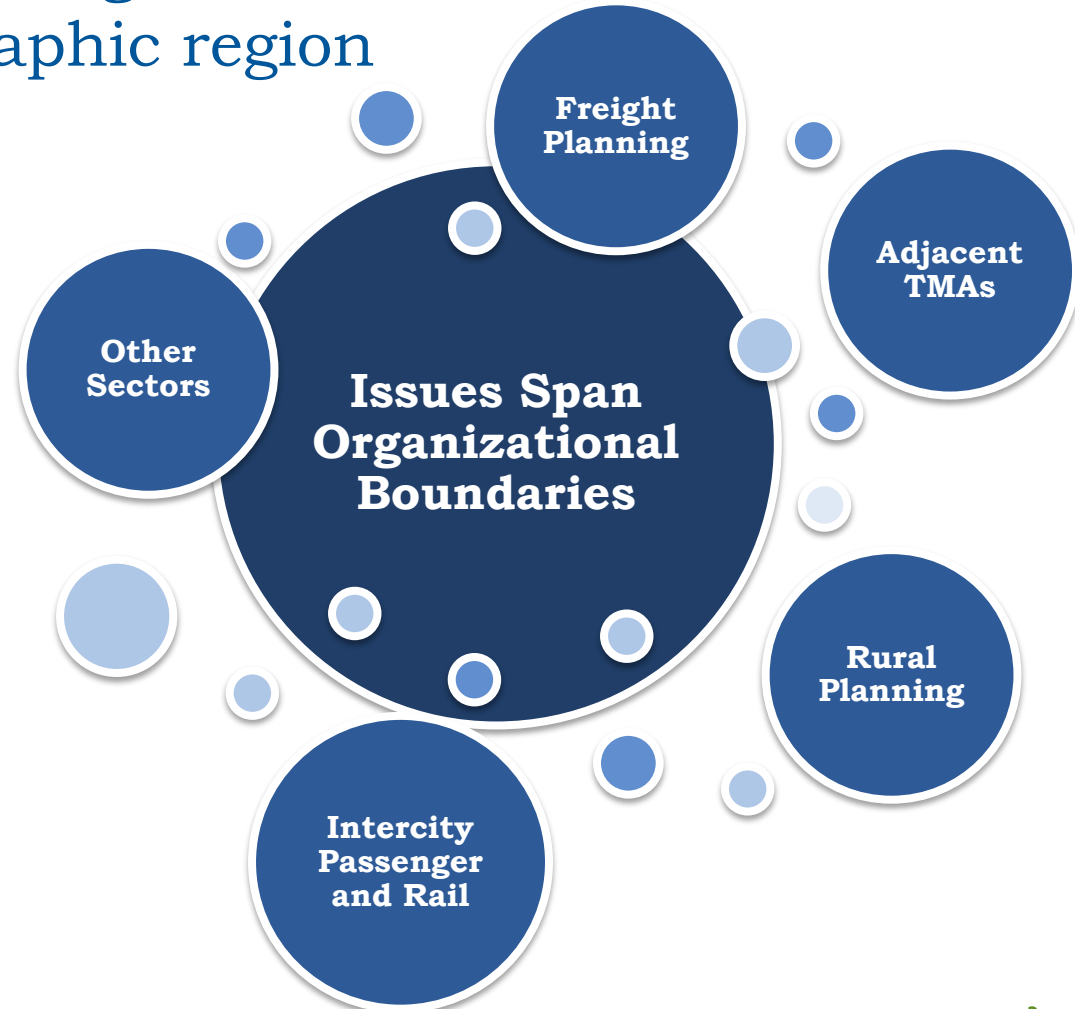 aphic region
Freight
Planning
Adjacent
TMAs
Other
Sectors
Issues Span
Organizational
Boundaries
Rural
Planning
Intercity
Passenger
and Rail